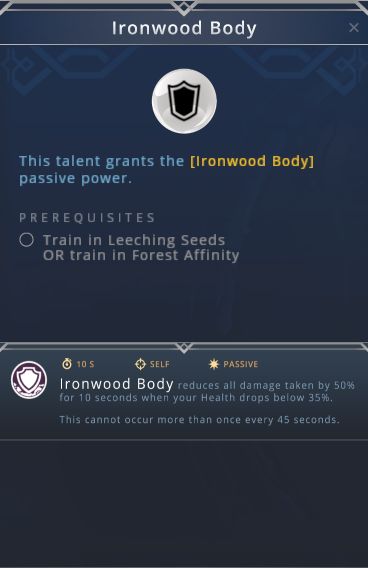 Ironwood Body
This talent grants the [Ironwood Body]
passive power.
PREREQUISITES
Train in Leeching Seeds
OR train in Forest Affinity
10 S SELF PASSIVE
Ironwood Body reduces all damage taken by 50%
for 10 seconds when your Health drops below 35%.
This cannot occur more than once every 45 seconds.